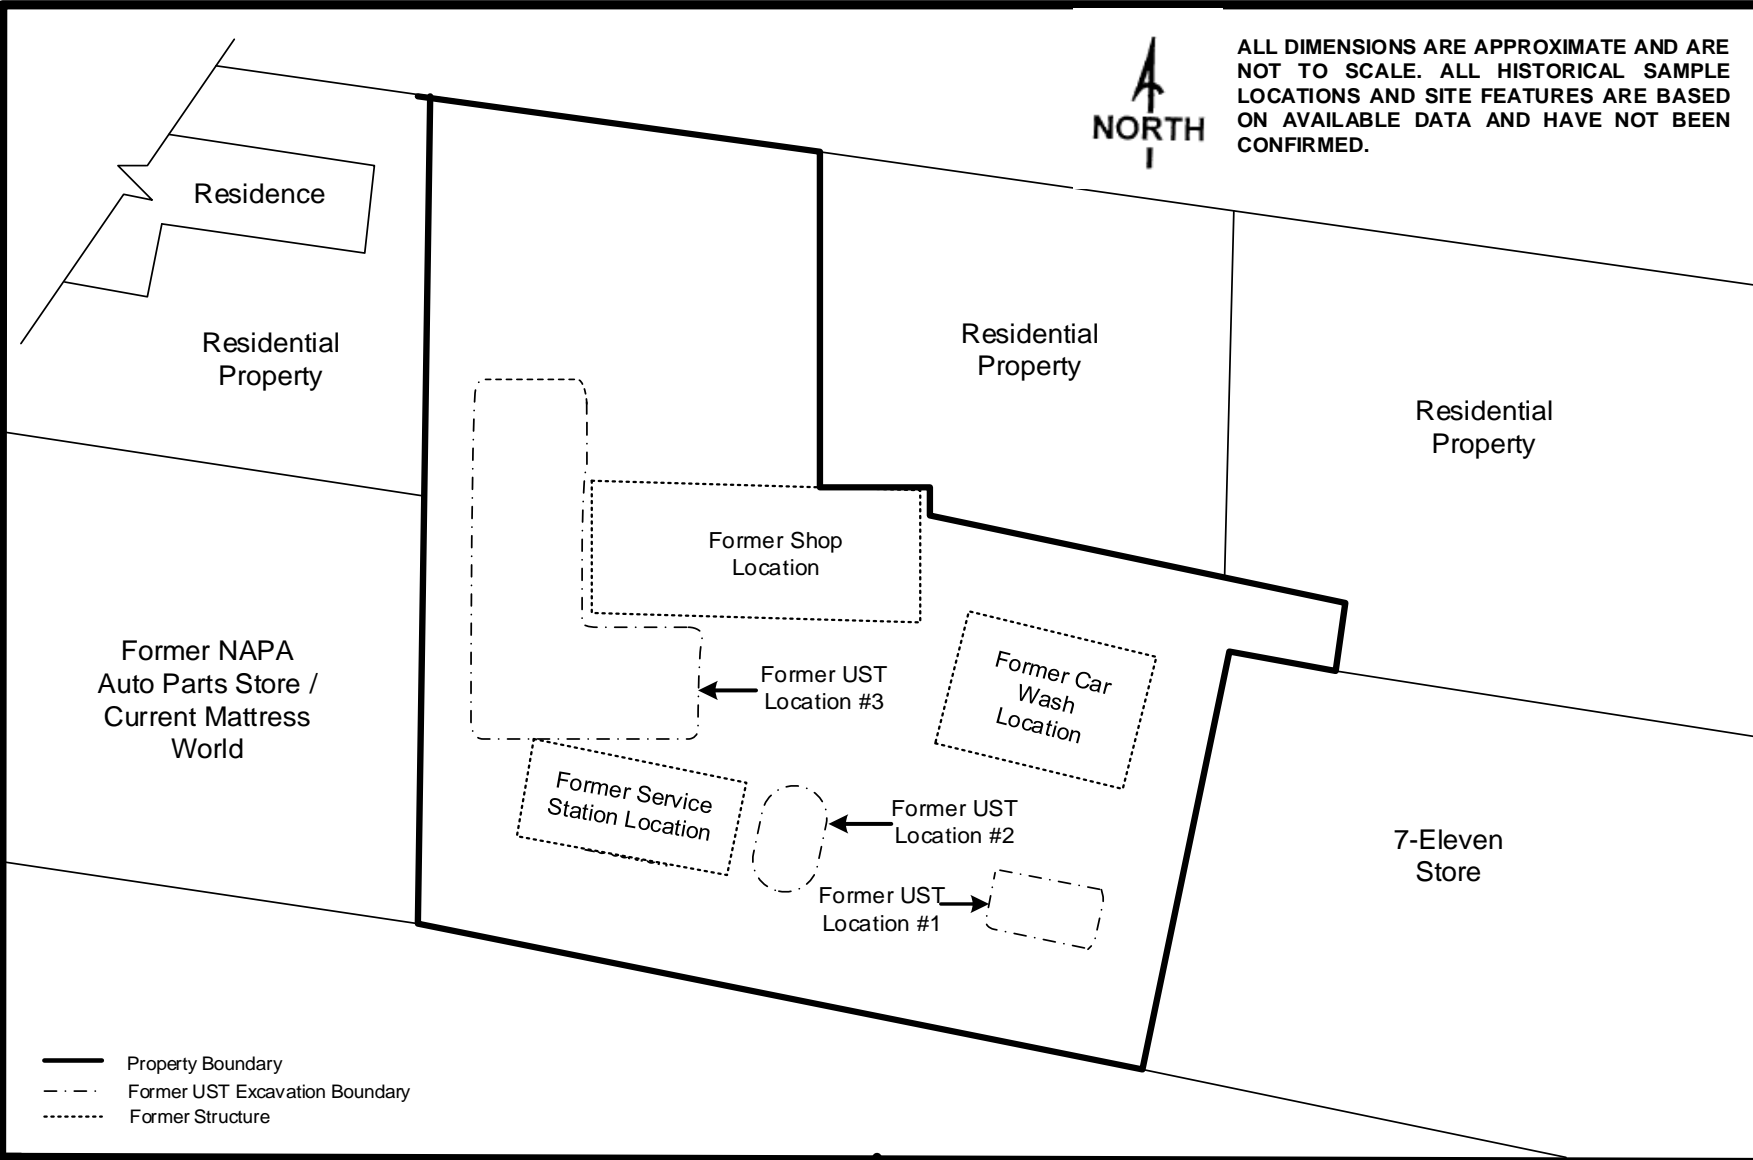 ALL DIMENSIONS ARE APPROXIMATE AND ARE
NOT TO SCALE. ALL HISTORICAL SAMPLE
LOCATIONS AND SITE FEATURES ARE BASED
ON AVAILABLE DATA AND HAVE NOT BEEN
CONFIRMED.
NORTH
Residence
Residential
Property
Residential
Property
Residential
Property
Former Shop
Location
Former NAPA
Auto Parts Store /
Current Mattress
World
Former UST
Location #3
Former Car
Wash
Location
Former Service
Station Location
Former UST
Location #2
Former UST
Location #1
7-Eleven
Store
Property Boundary
Former UST Excavation Boundary
Former Structure